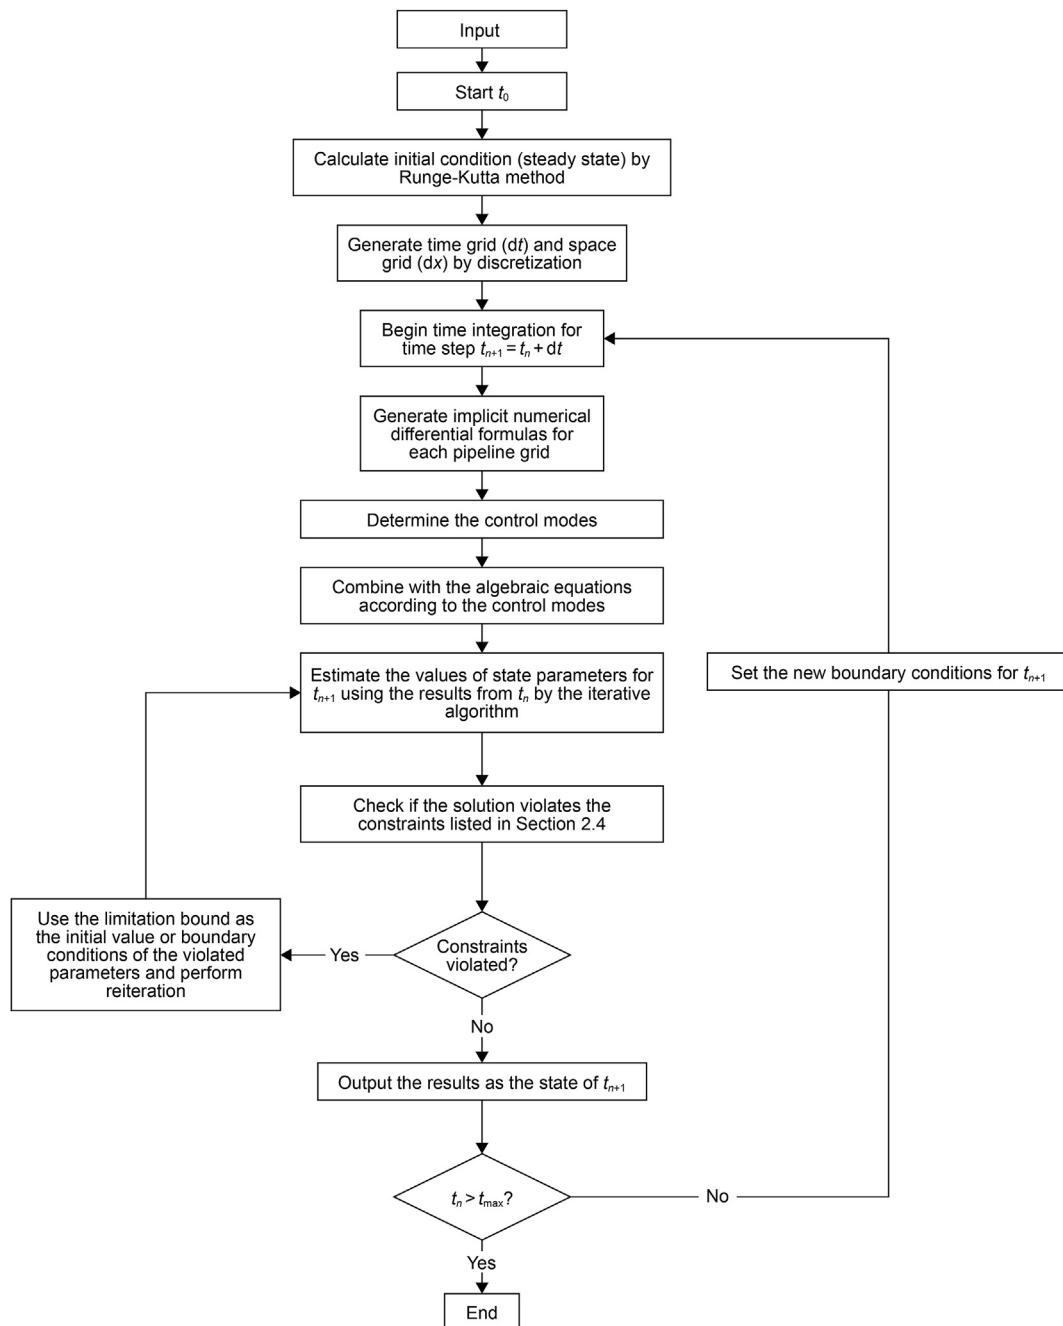 Input
Start t₀
Calculate initial condition (steady state) by
Runge-Kutta method
Generate time grid (dt) and space
grid (dx) by discretization
Begin time integration for
time step tₙ₊₁ = tₙ + dt
Generate implicit numerical
differential formulas for
each pipeline grid
Determine the control modes
Combine with the algebraic equations
according to the control modes
Estimate the values of state parameters for
tₙ₊₁ using the results from tₙ by the iterative
algorithm
Set the new boundary conditions for tₙ₊₁
Check if the solution violates the
constraints listed in Section 2.4
Use the limitation bound as
the initial value or boundary
conditions of the violated
parameters and perform
reiteration
Yes
Constraints
violated?
No
Output the results as the state of tₙ₊₁
tₙ > tmax?
No
Yes
End